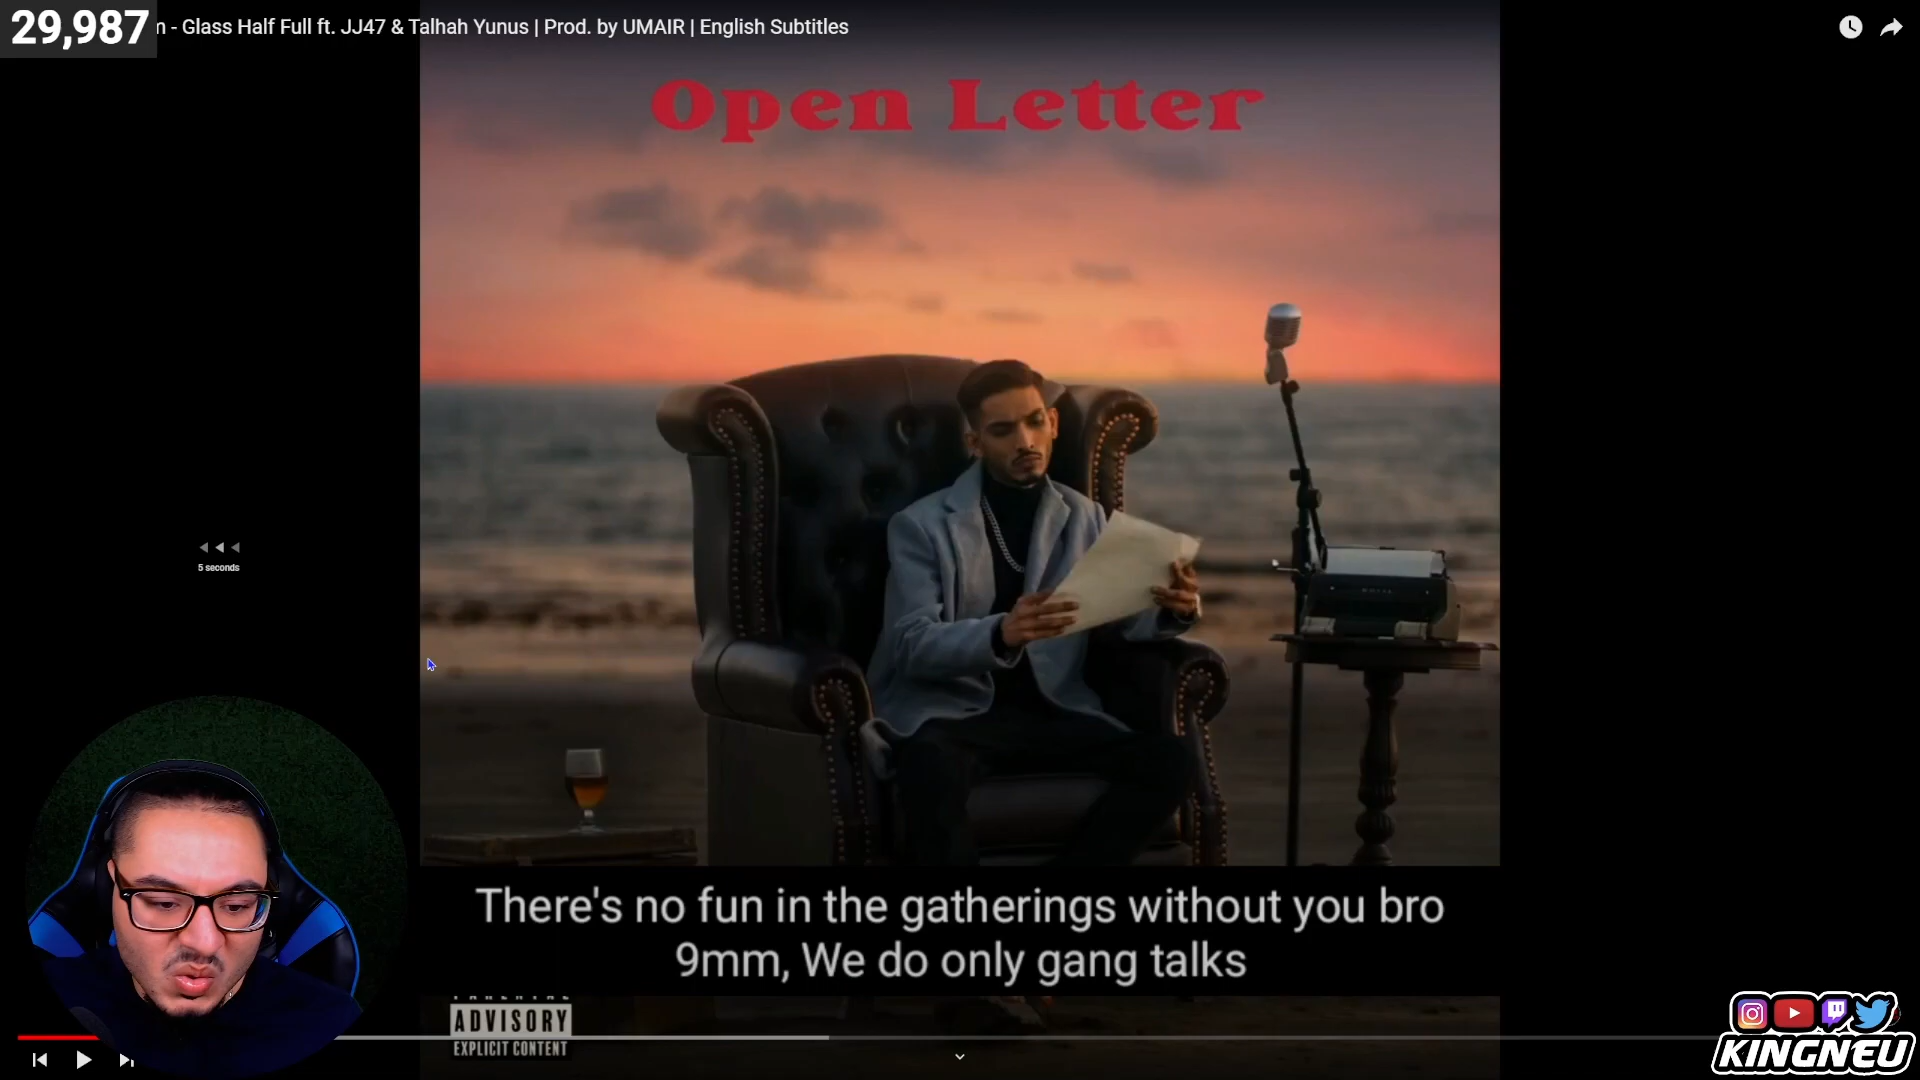 29,987
- Glass Half Full ft. JJ47 & Talhah Yunus | Prod. by UMAIR | English Subtitles
Open Letter
5 seconds
There's no fun in the gatherings without you bro
9mm, We do only gang talks
ADVISORY
EXPLICIT CONTENT
KINGNEU